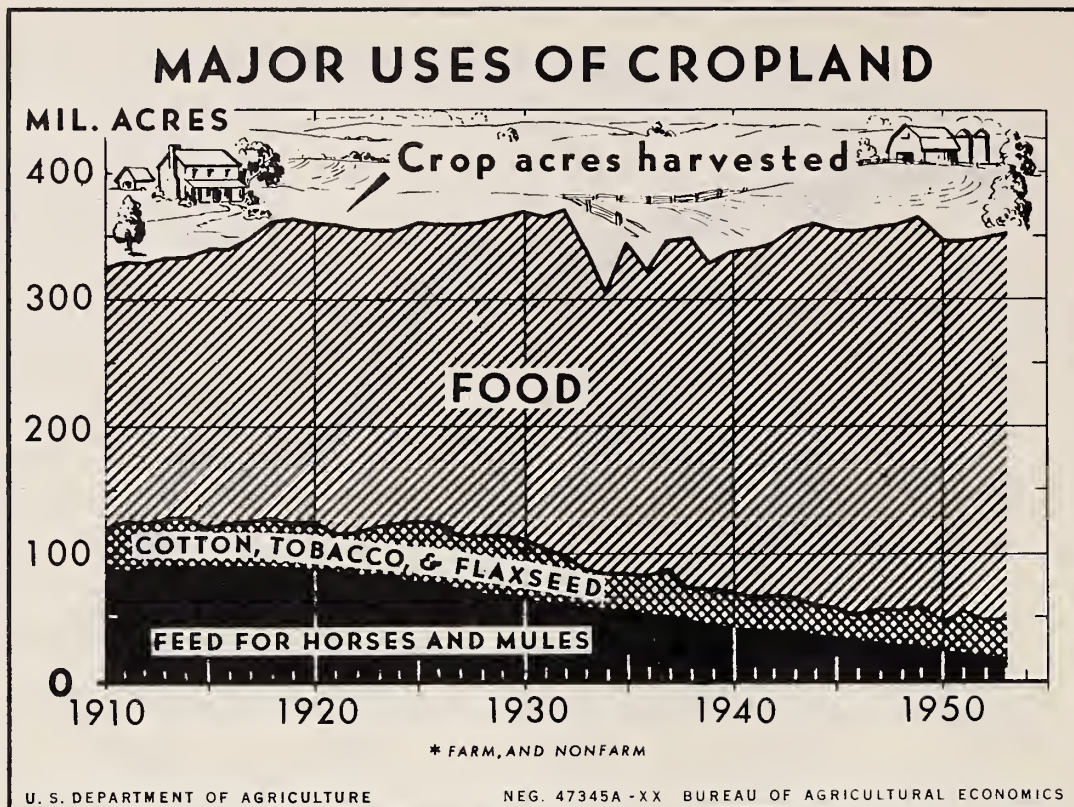 MAJOR USES OF CROPLAND
MIL. ACRES
400
Crop acres harvested
300
FOOD
200
100
COTTON, TOBACCO, & FLAXSEED
FEED FOR HORSES AND MULES
0
1910 1920 1930 1940 1950
* FARM, AND NONFARM
U. S. DEPARTMENT OF AGRICULTURE NEG. 47345A-XX BUREAU OF AGRICULTURAL ECONOMICS